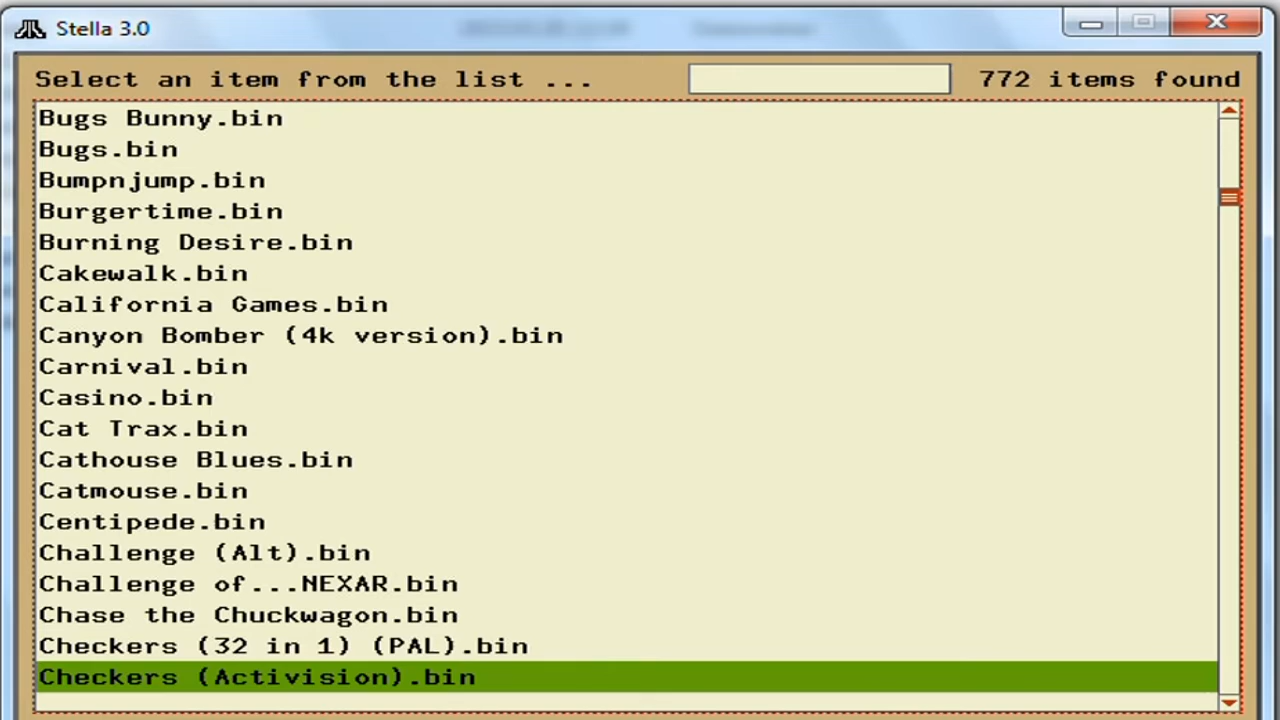 Stella 3.0
Select an item from the list ... 772 items found
Bugs Bunny.bin
Bugs.bin
Bumpnjump.bin
Burgertime.bin
Burning Desire.bin
Cakewalk.bin
California Games.bin
Canyon Bomber (4k version).bin
Carnival.bin
Casino.bin
Cat Trax.bin
Cathouse Blues.bin
Catmouse.bin
Centipede.bin
Challenge (Alt).bin
Challenge of...NEXAR.bin
Chase the Chuckwagon.bin
Checkers (32 in 1) (PAL).bin
Checkers (Activision).bin